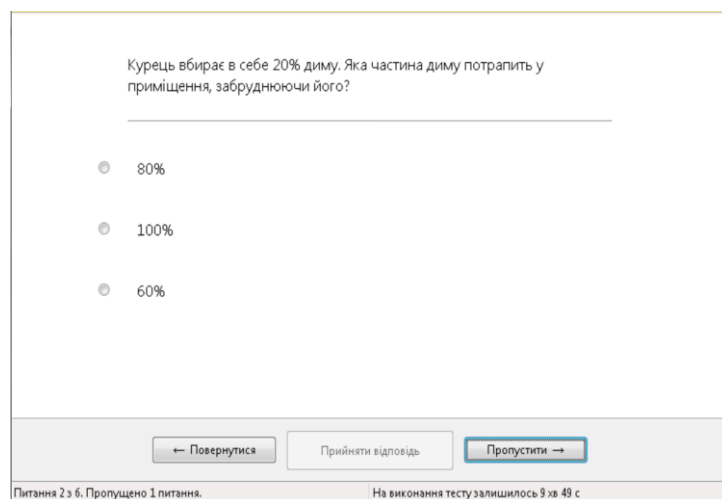 Курець вбирає в себе 20% диму. Яка частина диму потрапить у
приміщення, забруднюючи його?
80%
100%
60%
← Повернутися
Прийняти відповідь
Пропустити →
Питання 2 з 6. Пропущено 1 питання.
На виконання тесту залишилось 9 хв 49 с